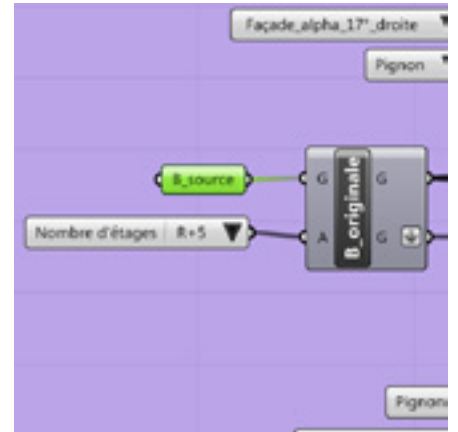 Façade_alpha_17°_droite
Pignon
B_source
G
G
B_originale
Nombre d'étages R+5
A
G
Pignon